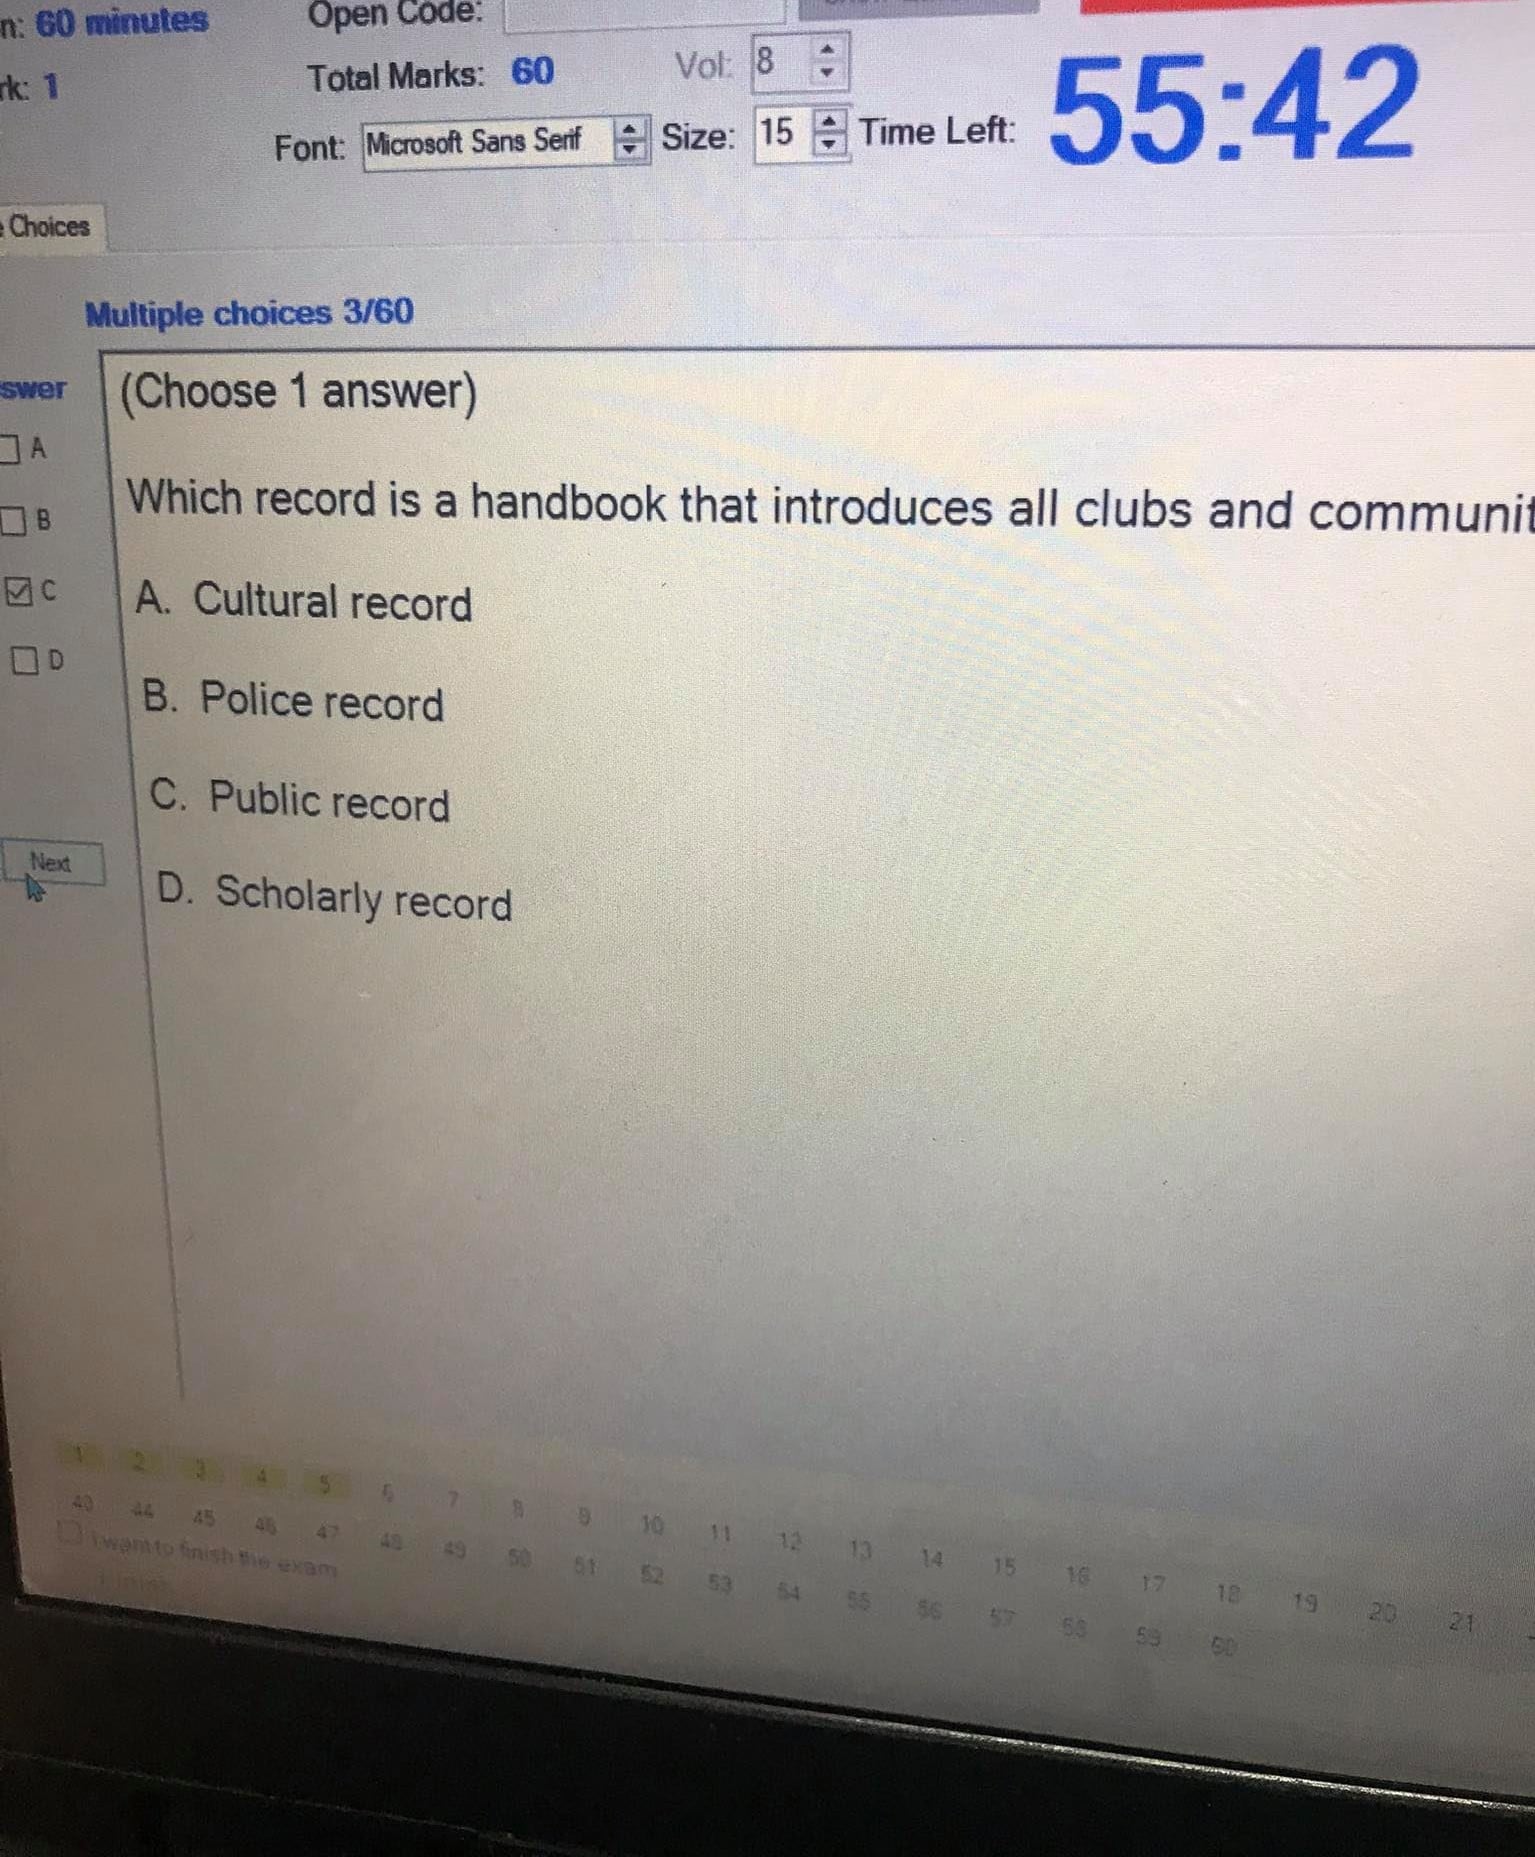 n: 60 minutes
Open Code:
rk: 1
Total Marks: 60
Vol: 8
Font: Microsoft Sans Serif
Size: 15
Time Left: 55:42
Choices
Multiple choices 3/60
swer
(Choose 1 answer)
A
Which record is a handbook that introduces all clubs and communit
B
C
A. Cultural record
D
B. Police record
C. Public record
Next
D. Scholarly record
1 2 3 4 5 6 7 8 9 10 11 12 13 14 15 16 17 18 19 20 21
43 44 45 46 47 48 49 50 51 52 53 54 55 56 57 58 59 60
I want to finish the exam